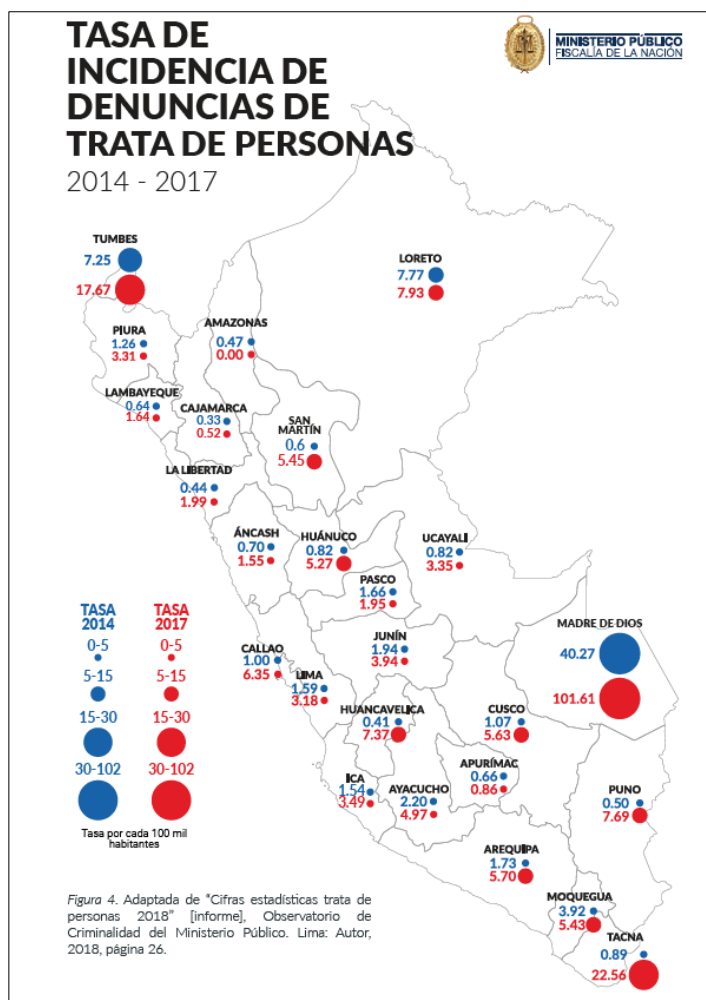 TASA DE
INCIDENCIA DE
DENUNCIAS DE
TRATA DE PERSONAS
2014 - 2017
MINISTERIO PÚBLICO
FISCALÍA DE LA NACIÓN
TUMBES
7.25
17.67
LORETO
7.77
7.93
PIURA
1.26
3.31
AMAZONAS
0.47
0.00
LAMBAYEQUE
0.64
1.64
CAJAMARCA
0.33
0.52
SAN
MARTÍN
0.6
5.45
LA LIBERTAD
0.44
1.99
ÁNCASH
0.70
1.55
HUÁNUCO
0.82
5.27
UCAYALI
0.82
3.35
PASCO
1.66
1.95
MADRE DE DIOS
40.27
101.61
JUNÍN
1.94
3.94
CALLAO
1.00
6.35
LIMA
1.59
3.18
HUANCAVELICA
0.41
7.37
CUSCO
1.07
5.63
APURÍMAC
0.66
0.86
ICA
1.54
3.49
AYACUCHO
2.20
4.97
PUNO
0.50
7.69
AREQUIPA
1.73
5.70
MOQUEGUA
3.92
5.43
TACNA
0.89
22.56
TASA
2014
0-5
5-15
15-30
30-102
TASA
2017
0-5
5-15
15-30
30-102
Tasa por cada 100 mil
habitantes
Figura 4. Adaptada de “Cifras estadísticas trata de
personas 2018” [informe], Observatorio de
Criminalidad del Ministerio Público. Lima: Autor,
2018, página 26.